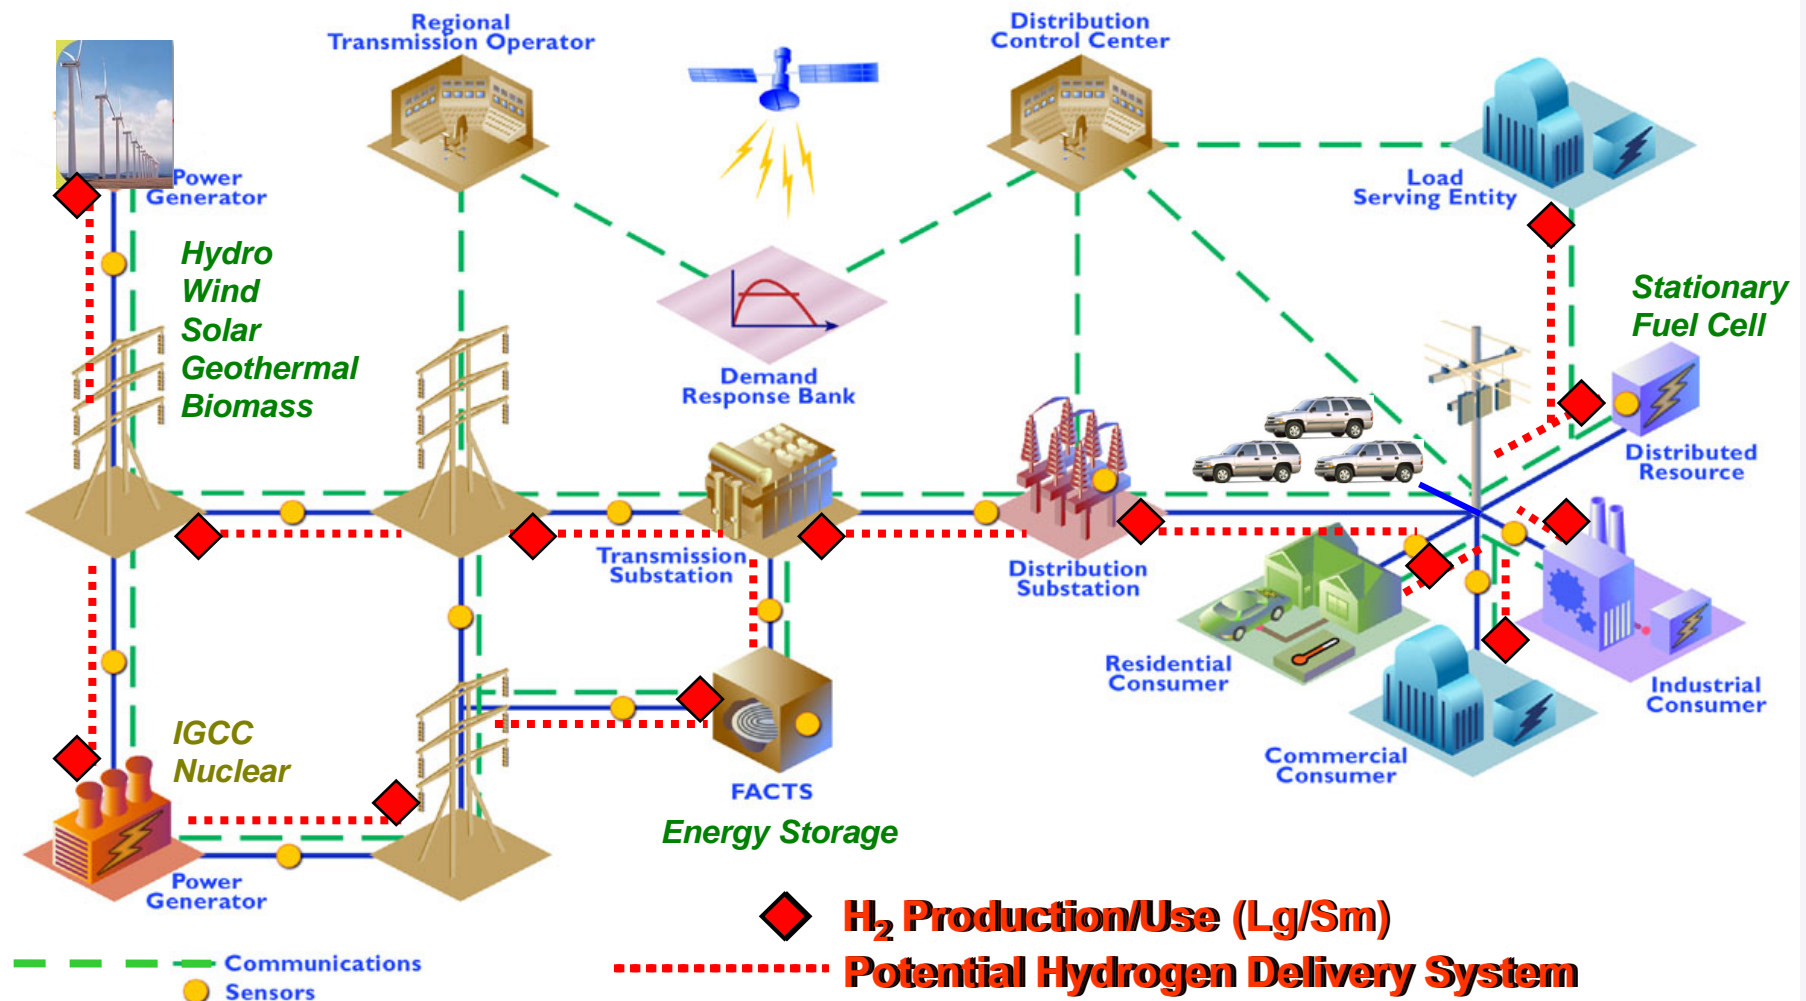 Regional
Transmission Operator
Distribution
Control Center
Power
Generator
Load
Serving Entity
Hydro
Wind
Solar
Geothermal
Biomass
Stationary
Fuel Cell
Demand
Response Bank
Distributed
Resource
Transmission
Substation
Distribution
Substation
Residential
Consumer
Industrial
Consumer
IGCC
Nuclear
Commercial
Consumer
FACTS
Energy Storage
Power
Generator
H₂ Production/Use (Lg/Sm)
Potential Hydrogen Delivery System
Communications
Sensors